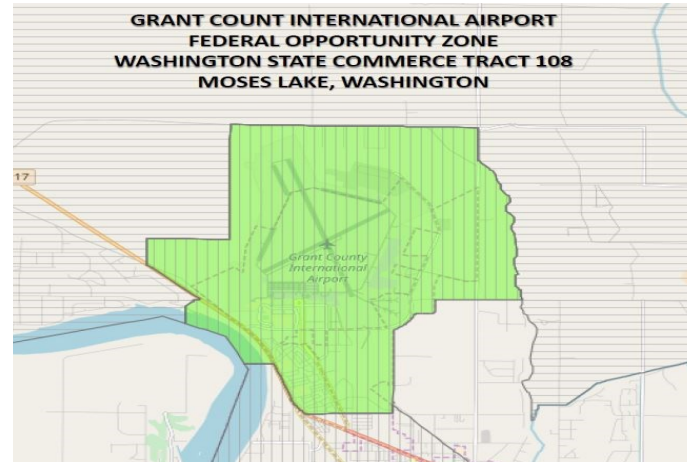 GRANT COUNT INTERNATIONAL AIRPORT
FEDERAL OPPORTUNITY ZONE
WASHINGTON STATE COMMERCE TRACT 108
MOSES LAKE, WASHINGTON
17
Grant County
International
Airport